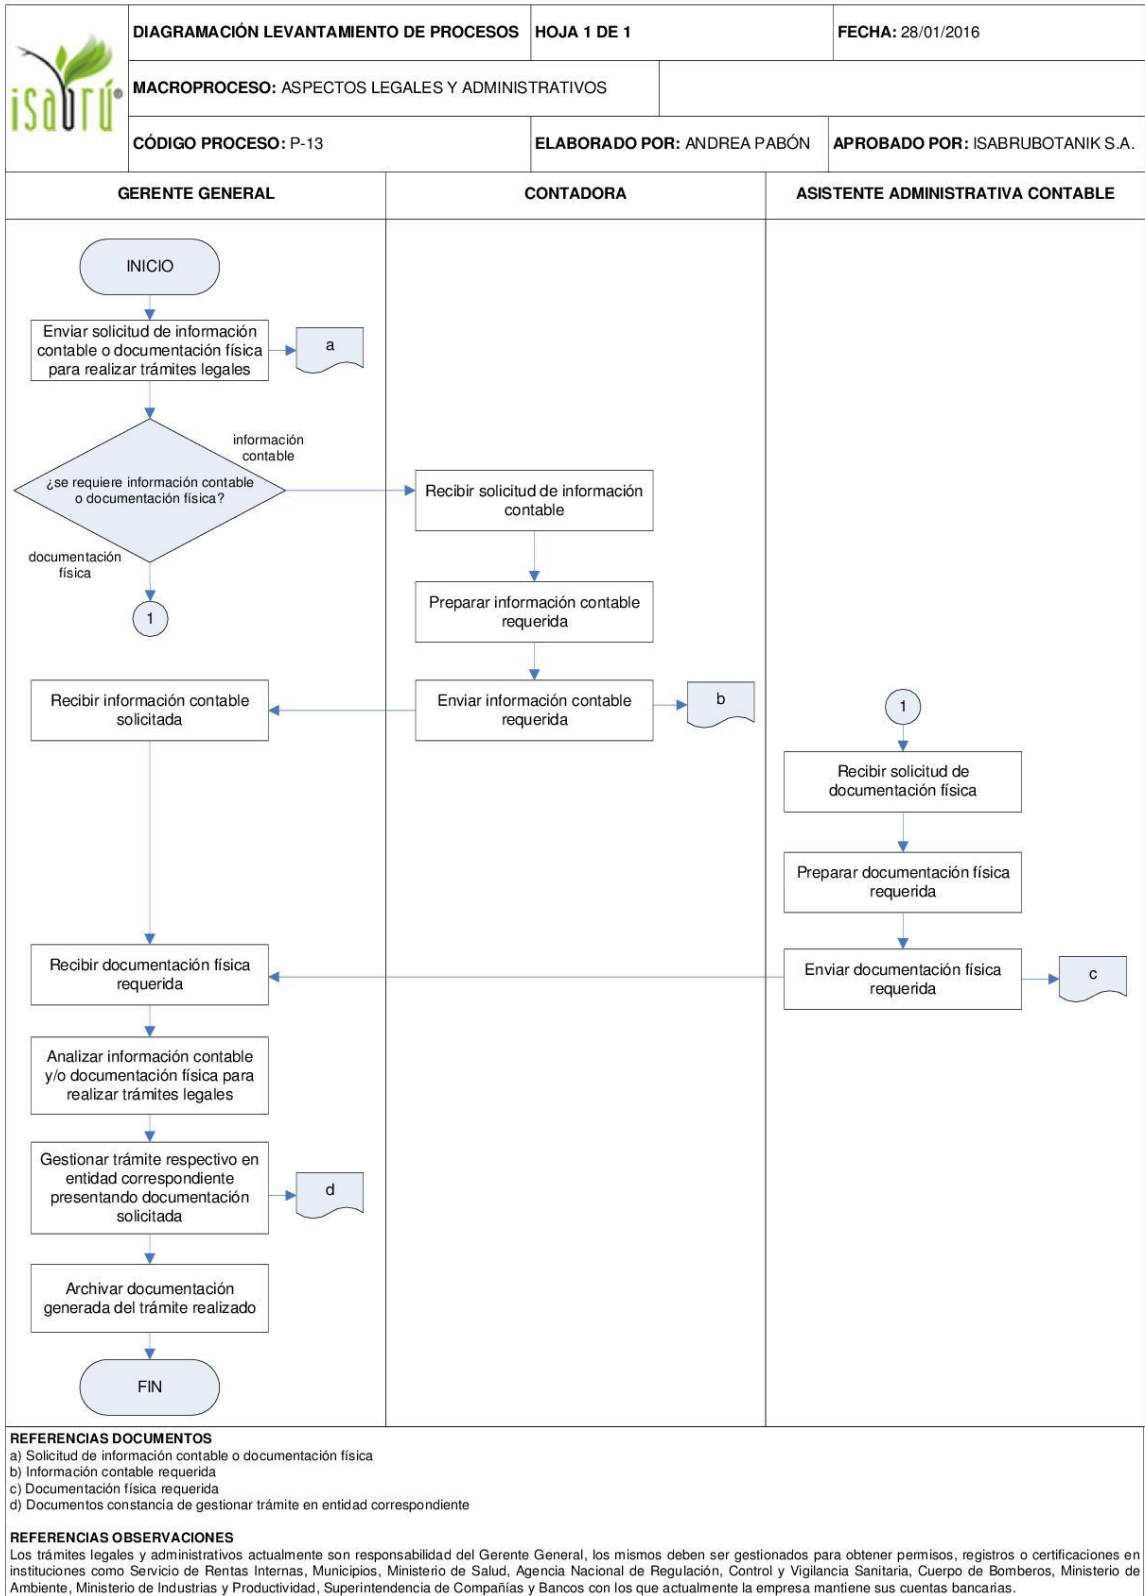 isabrú®
DIAGRAMACIÓN LEVANTAMIENTO DE PROCESOS
HOJA 1 DE 1
FECHA: 28/01/2016
MACROPROCESO: ASPECTOS LEGALES Y ADMINISTRATIVOS
CÓDIGO PROCESO: P-13
ELABORADO POR: ANDREA PABÓN
APROBADO POR: ISABRUBOTANIK S.A.
GERENTE GENERAL
CONTADORA
ASISTENTE ADMINISTRATIVA CONTABLE
INICIO
Enviar solicitud de información
contable o documentación física
para realizar trámites legales
a
¿se requiere información contable
o documentación física?
información
contable
documentación
física
1
Recibir solicitud de información
contable
Preparar información contable
requerida
Enviar información contable
requerida
b
Recibir información contable
solicitada
1
Recibir solicitud de
documentación física
Preparar documentación física
requerida
Enviar documentación física
requerida
c
Recibir documentación física
requerida
Analizar información contable
y/o documentación física para
realizar trámites legales
Gestionar trámite respectivo en
entidad correspondiente
presentando documentación
solicitada
d
Archivar documentación
generada del trámite realizado
FIN
REFERENCIAS DOCUMENTOS
a) Solicitud de información contable o documentación física
b) Información contable requerida
c) Documentación física requerida
d) Documentos constancia de gestionar trámite en entidad correspondiente
REFERENCIAS OBSERVACIONES
Los trámites legales y administrativos actualmente son responsabilidad del Gerente General, los mismos deben ser gestionados para obtener permisos, registros o certificaciones en
instituciones como Servicio de Rentas Internas, Municipios, Ministerio de Salud, Agencia Nacional de Regulación, Control y Vigilancia Sanitaria, Cuerpo de Bomberos, Ministerio de
Ambiente, Ministerio de Industrias y Productividad, Superintendencia de Compañías y Bancos con los que actualmente la empresa mantiene sus cuentas bancarias.